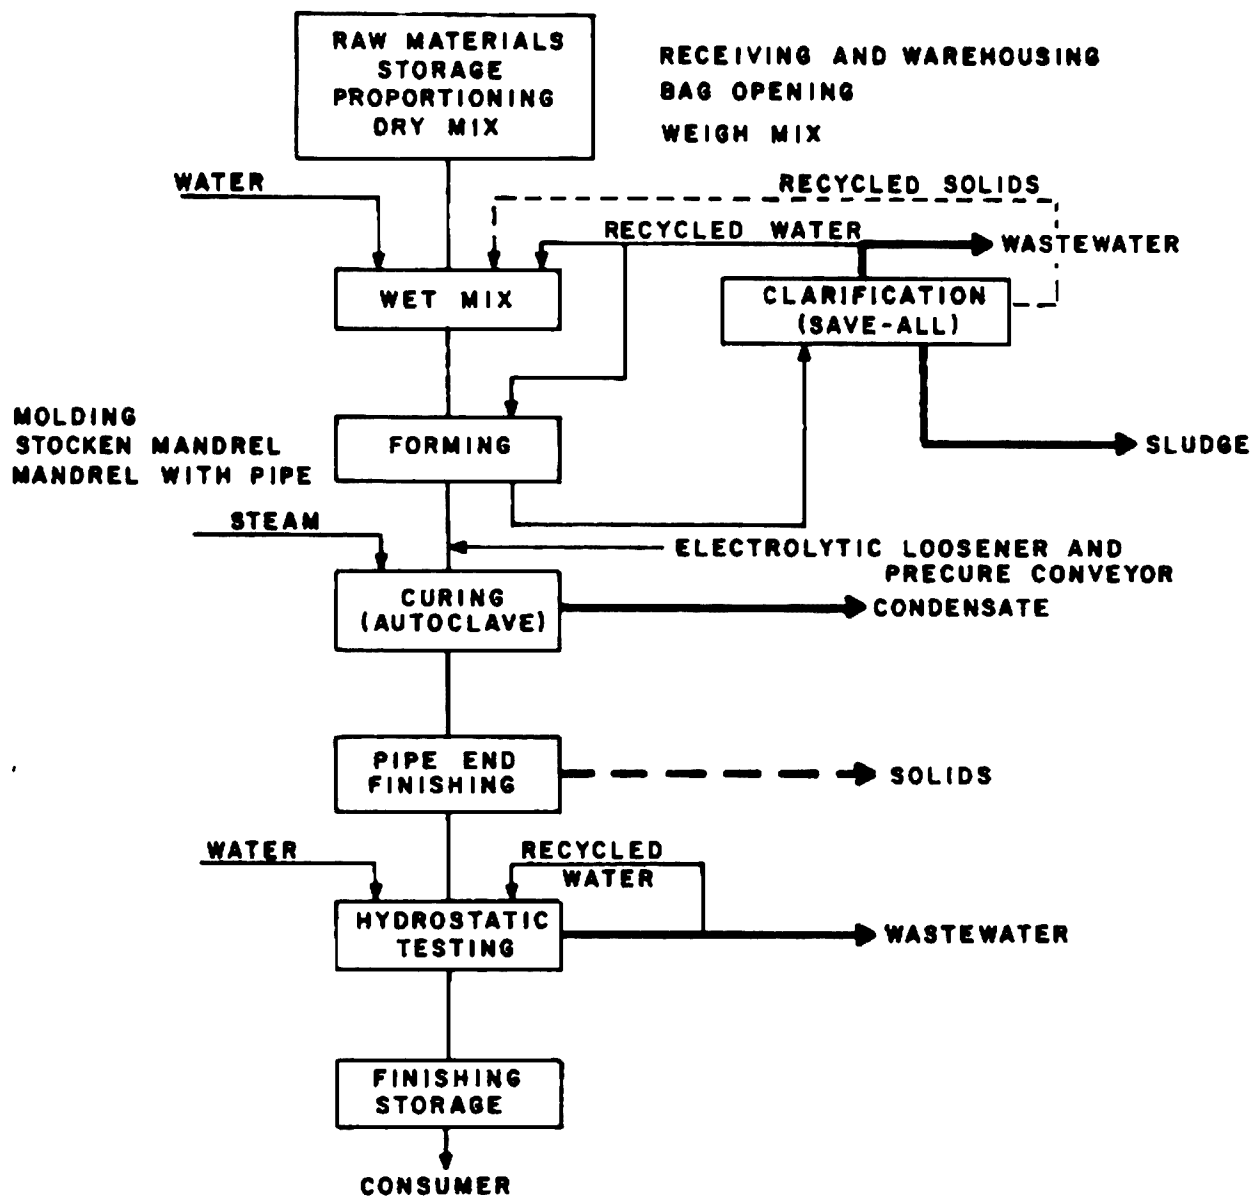 RAW MATERIALS
STORAGE
PROPORTIONING
DRY MIX
RECEIVING AND WAREHOUSING
BAG OPENING
WEIGH MIX
WATER
RECYCLED SOLIDS
RECYCLED WATER
WASTEWATER
WET MIX
CLARIFICATION
(SAVE-ALL)
MOLDING
STOCKEN MANDREL
MANDREL WITH PIPE
FORMING
SLUDGE
STEAM
ELECTROLYTIC LOOSENER AND
PRECURE CONVEYOR
CURING
(AUTOCLAVE)
CONDENSATE
PIPE END
FINISHING
SOLIDS
WATER
RECYCLED
WATER
HYDROSTATIC
TESTING
WASTEWATER
FINISHING
STORAGE
CONSUMER